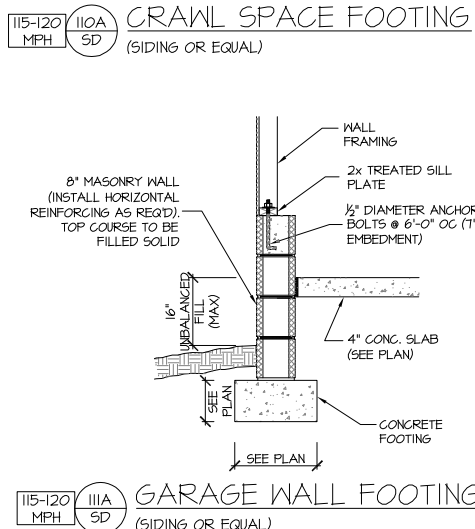 115-120
MPH
110A
SD
CRAWL SPACE FOOTING
(SIDING OR EQUAL)
WALL
FRAMING
2x TREATED SILL
PLATE
½" DIAMETER ANCHOR
BOLTS @ 6'-0" OC (7"
EMBEDMENT)
8" MASONRY WALL
(INSTALL HORIZONTAL
REINFORCING AS REQ'D).
TOP COURSE TO BE
FILLED SOLID
16"
UNBALANCED
FILL
(MAX)
4" CONC. SLAB
(SEE PLAN)
SEE
PLAN
CONCRETE
FOOTING
SEE PLAN
115-120
MPH
111A
SD
GARAGE WALL FOOTING
(SIDING OR EQUAL)